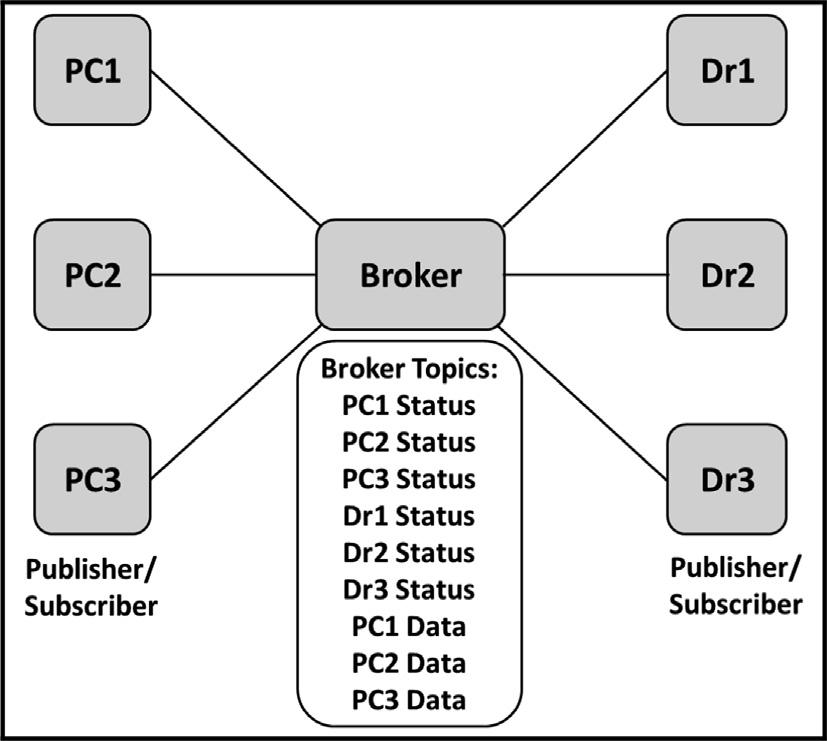 PC1
Dr1
PC2
Broker
Dr2
PC3
Dr3
Broker Topics:
PC1 Status
PC2 Status
PC3 Status
Dr1 Status
Dr2 Status
Dr3 Status
PC1 Data
PC2 Data
PC3 Data
Publisher/
Subscriber
Publisher/
Subscriber